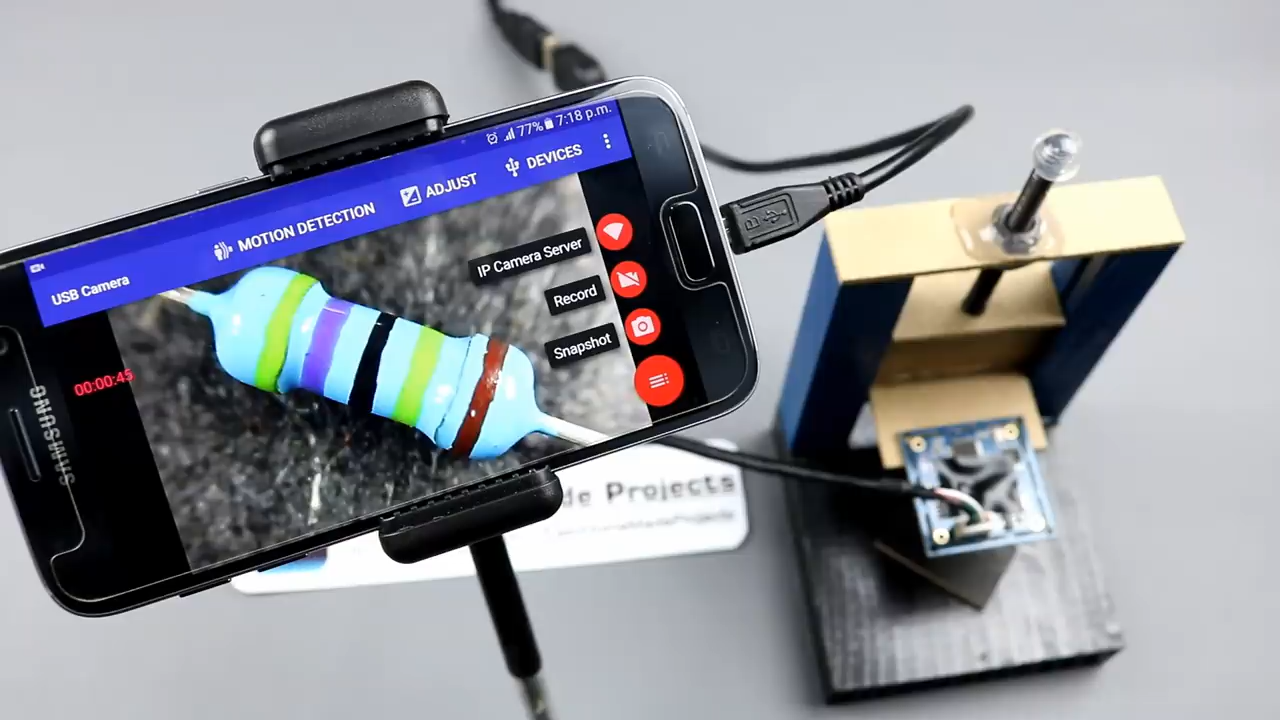 77% 7:18 p.m.
USB Camera
MOTION DETECTION
ADJUST
DEVICES
IP Camera Server
Record
Snapshot
00:00:45
SAMSUNG
de Projects